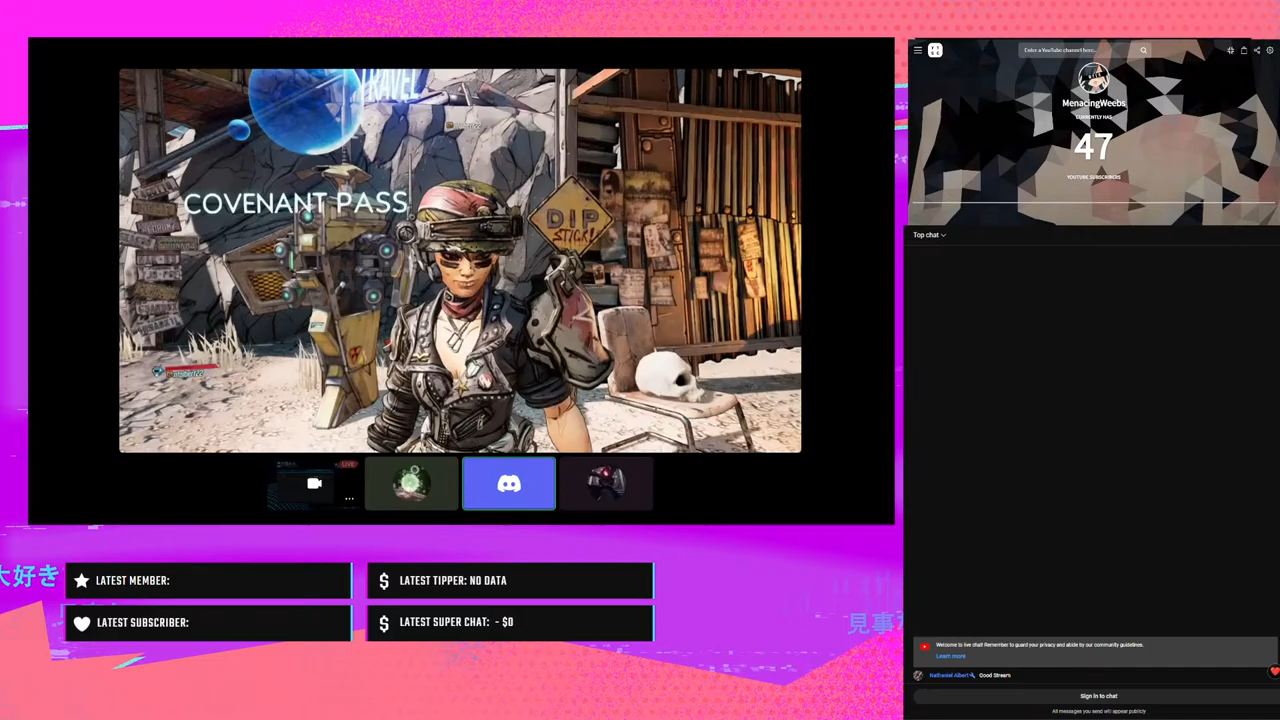 TRAVEL
COVENANT PASS
DIP
STICK!
LIVE
Enter a YouTube channel here...
MenacingWeebs
CURRENTLY HAS
47
YOUTUBE SUBSCRIBERS
Top chat
大好き
LATEST MEMBER:
LATEST TIPPER: NO DATA
LATEST SUBSCRIBER:
LATEST SUPER CHAT: - $0
見事
Welcome to live chat! Remember to guard your privacy and abide by our community guidelines.
Learn more
Nathaniel Albert Good Stream
Sign in to chat
All messages you send will appear publicly